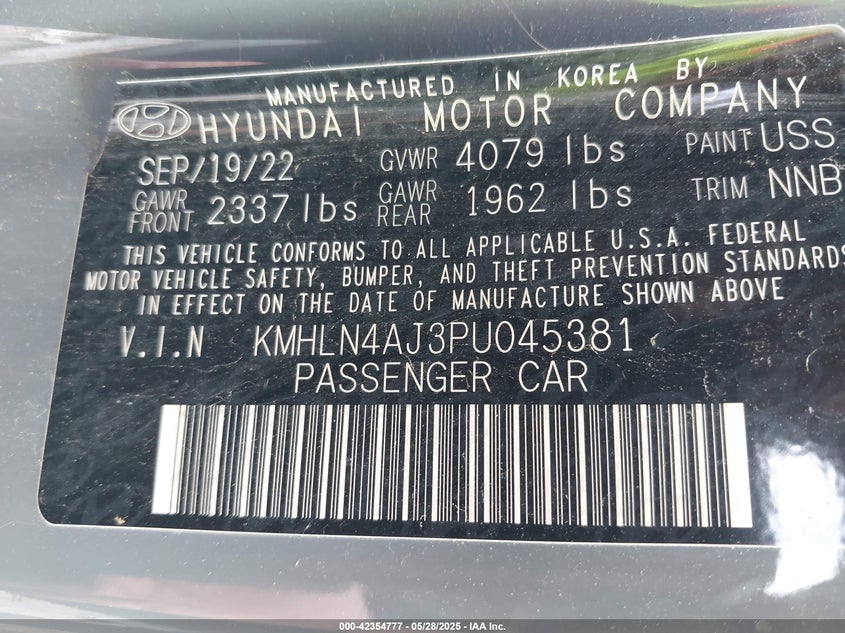 MANUFACTURED IN KOREA BY
HYUNDAI MOTOR COMPANY
SEP/19/22 GVWR 4079 lbs PAINT USS
GAWR FRONT 2337 lbs GAWR REAR 1962 lbs TRIM NNB
THIS VEHICLE CONFORMS TO ALL APPLICABLE U.S.A. FEDERAL
MOTOR VEHICLE SAFETY, BUMPER, AND THEFT PREVENTION STANDARDS
IN EFFECT ON THE DATE OF MANUFACTURE SHOWN ABOVE
V.I.N KMHLN4AJ3PU045381
PASSENGER CAR
000-42354777 - 05/28/2025 - IAA Inc.